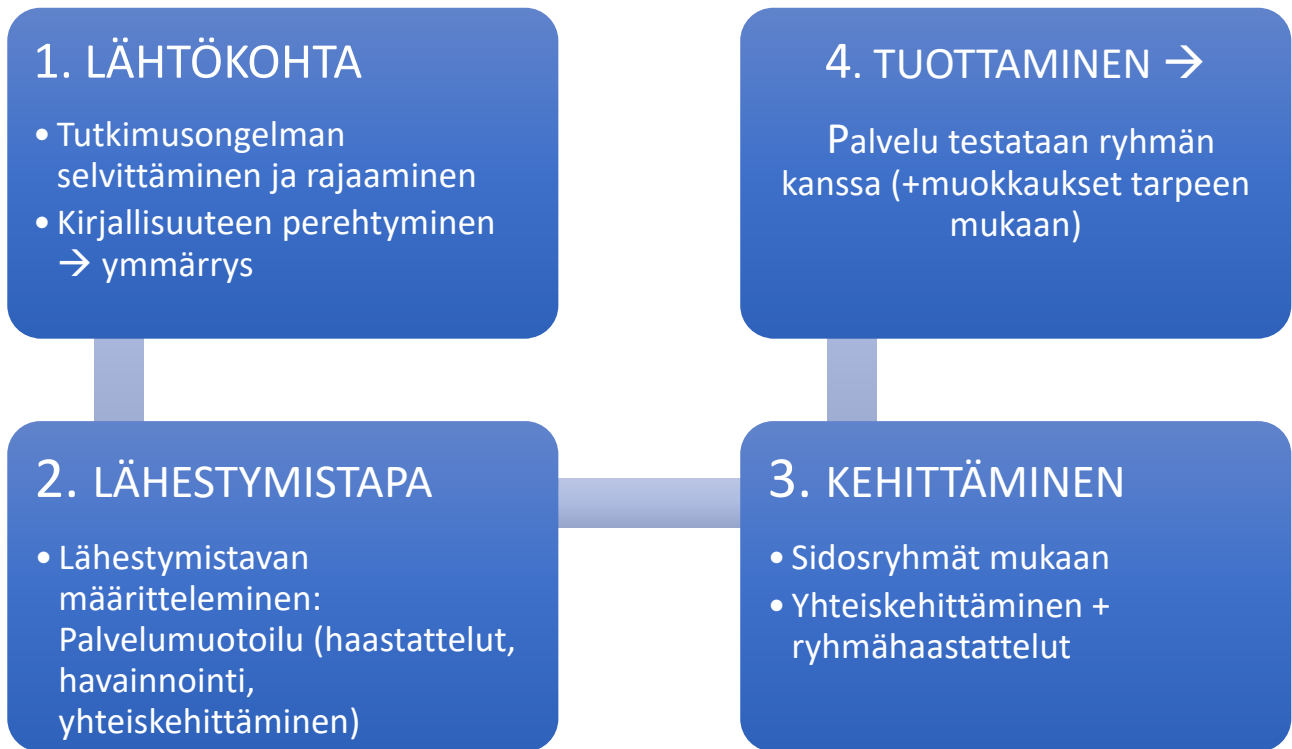 1. LÄHTÖKOHTA
• Tutkimusongelman
selvittäminen ja rajaaminen
• Kirjallisuuteen perehtyminen
→ ymmärrys
2. LÄHESTYMISTAPA
• Lähestymistavan
määritteleminen:
Palvelumuotoilu (haastattelut,
havainnointi,
yhteiskehittäminen)
3. KEHITTÄMINEN
• Sidosryhmät mukaan
• Yhteiskehittäminen +
ryhmähaastattelut
4. TUOTTAMINEN →
Palvelu testataan ryhmän
kanssa (+muokkaukset tarpeen
mukaan)